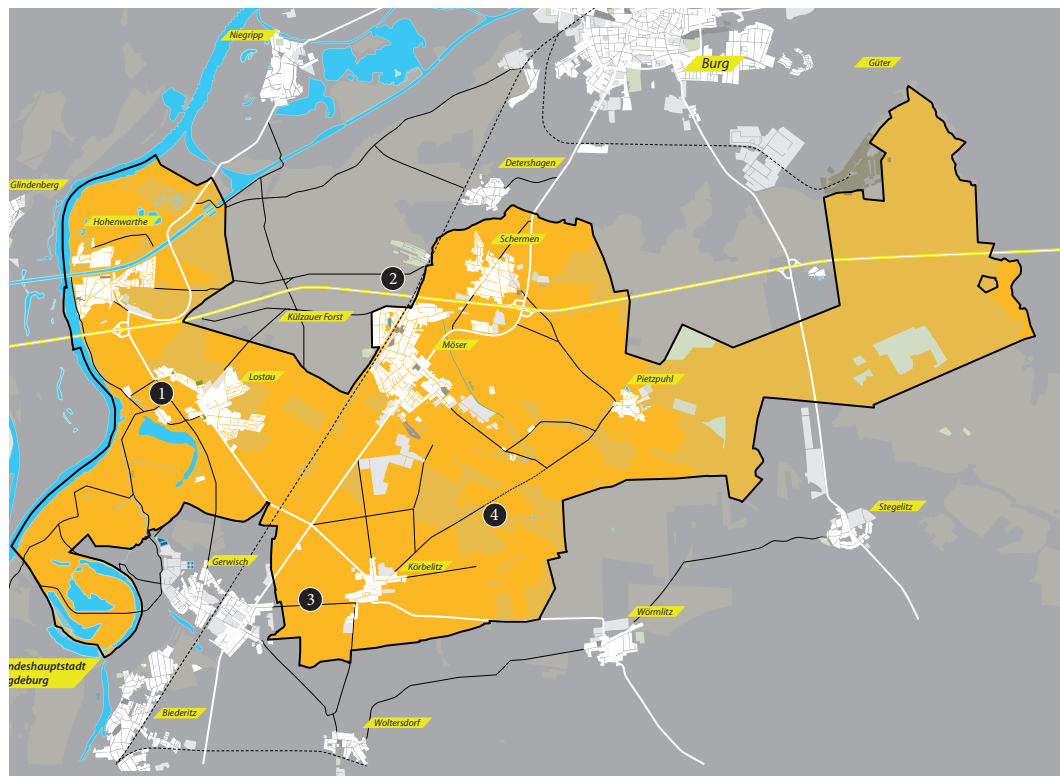 Niegripp
Burg
Güter
Detershagen
Glindenberg
Hohenwarthe
Schermen
2
Külzauer Forst
Möser
Lostau
Pietzpuhl
1
4
Stegelitz
Gerwisch
Körbelitz
3
Wörmlitz
ndeshauptstadt
gdeburg
Biederitz
Woltersdorf